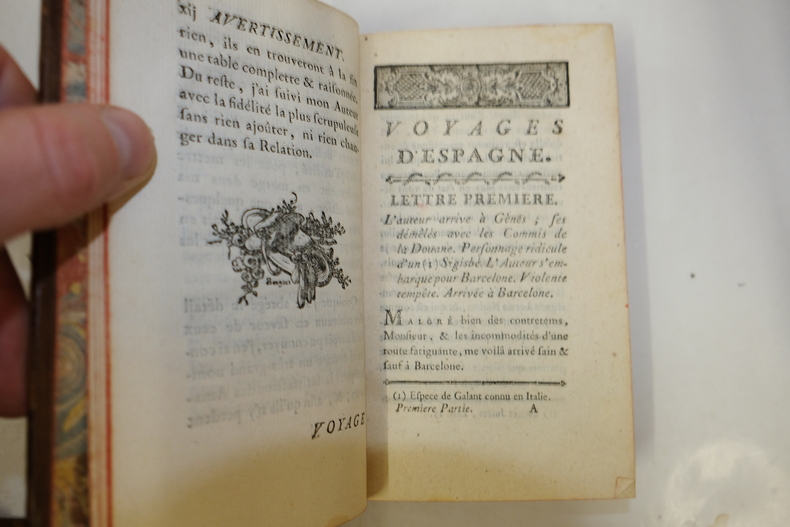 xij AVERTISSEMENT.
rien, ils en trouveront à la fin
une table complette & raisonnée.
Du reste, j'ai suivi mon Auteur
avec la fidélité la plus scrupuleuse
sans rien ajoûter, ni rien chan-
ger dans sa Relation.
VOYAGE
VOYAGES
D'ESPAGNE.
LETTRE PREMIERE.
L'auteur arrive à Gênes ; ses
démêlés avec les Commis de
la Douane. Personnage ridicule
d'un (1) Sigisbé. L'Auteur s'em-
barque pour Barcelone. Violente
tempête. Arrivée à Barcelone.
MALGRÉ bien des contretems,
Monsieur, & les incommodités d'une
route fatiguante, me voilà arrivé sain &
sauf à Barcelone.
(1) Espece de Galant connu en Italie.
Premiere Partie. A